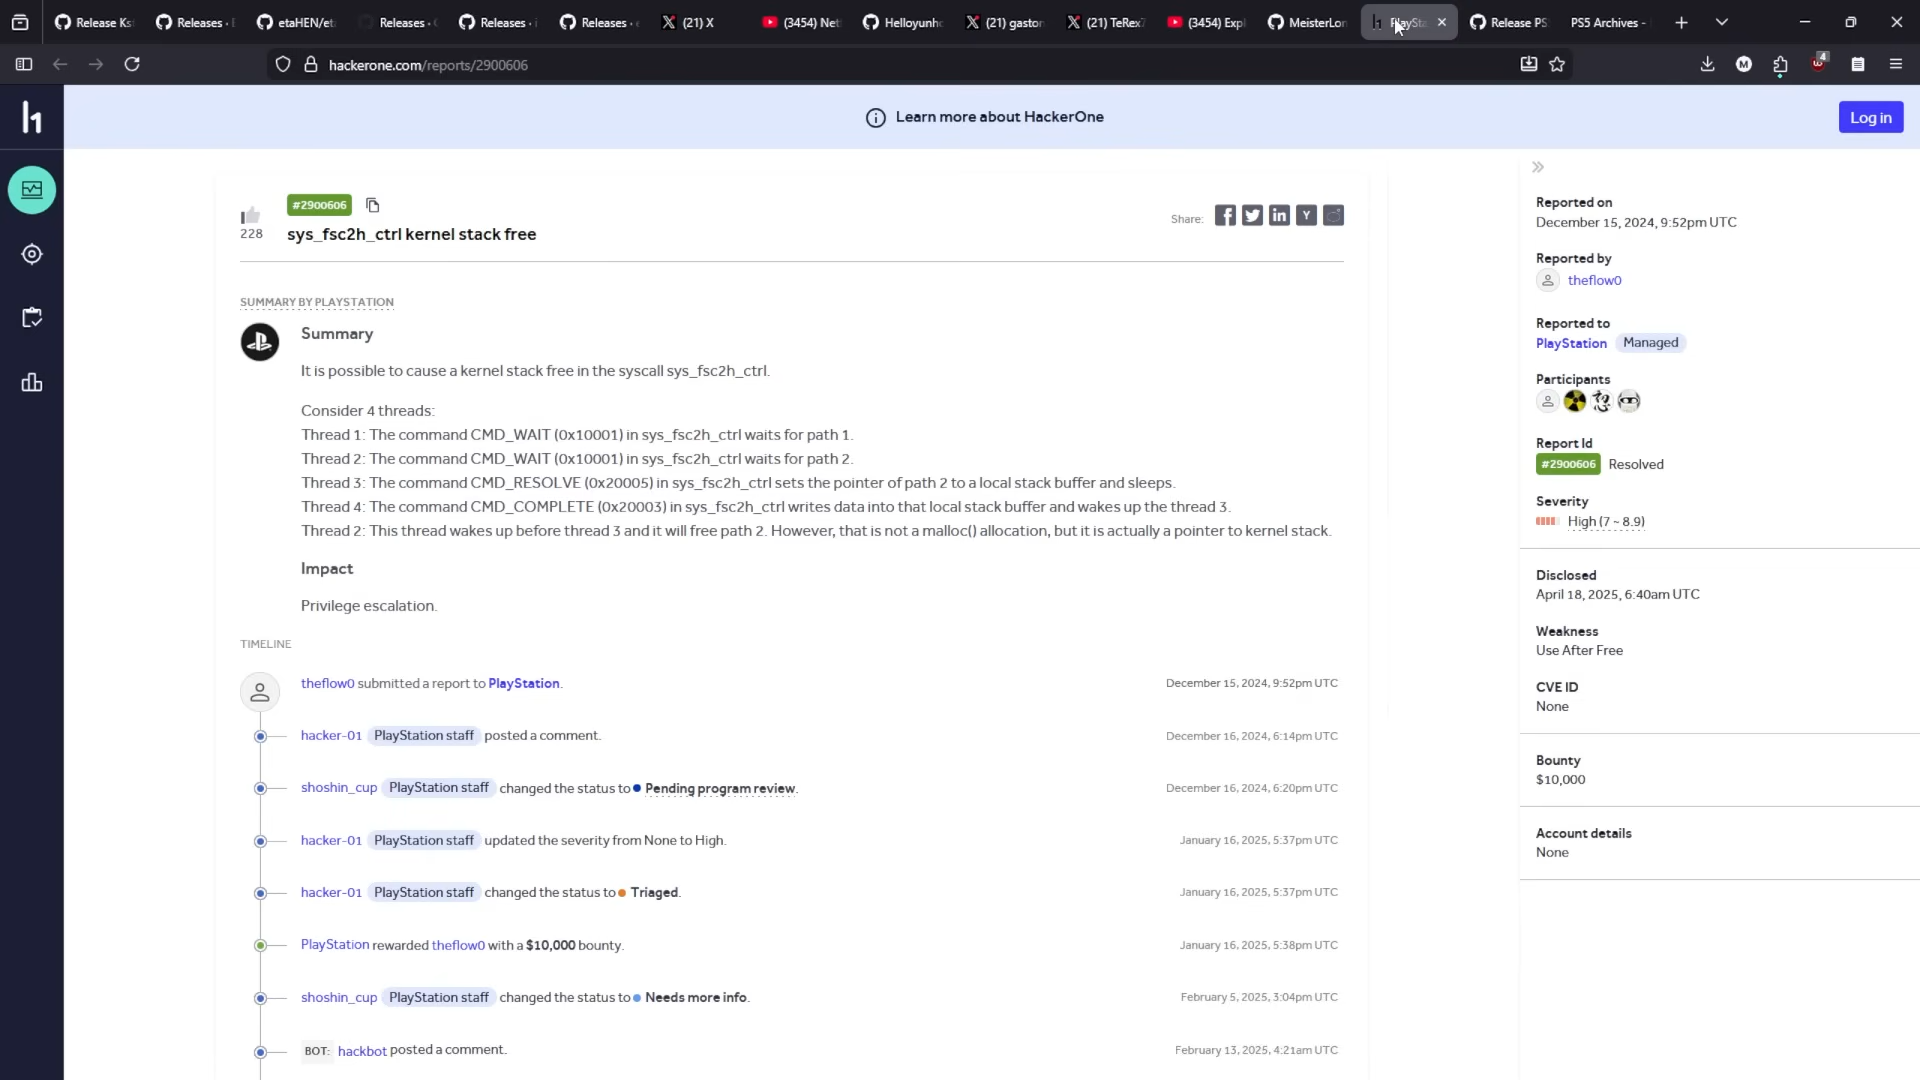 Release Ks
Releases ·
etaHEN/et
Releases ·
Releases ·
Releases ·
(21) X
(3454) Net
Helloyunh
(21) gaston
(21) TeRex
(3454) Expl
MeisterLon
PlaySta
Release PS
PS5 Archives -
hackerone.com/reports/2900606
M
4
Learn more about HackerOne
Log in
h1
#2900606
228
sys_fsc2h_ctrl kernel stack free
Share:
SUMMARY BY PLAYSTATION
Summary
It is possible to cause a kernel stack free in the syscall sys_fsc2h_ctrl.
Consider 4 threads:
Thread 1: The command CMD_WAIT (0x10001) in sys_fsc2h_ctrl waits for path 1.
Thread 2: The command CMD_WAIT (0x10001) in sys_fsc2h_ctrl waits for path 2.
Thread 3: The command CMD_RESOLVE (0x20005) in sys_fsc2h_ctrl sets the pointer of path 2 to a local stack buffer and sleeps.
Thread 4: The command CMD_COMPLETE (0x20003) in sys_fsc2h_ctrl writes data into that local stack buffer and wakes up the thread 3.
Thread 2: This thread wakes up before thread 3 and it will free path 2. However, that is not a malloc() allocation, but it is actually a pointer to kernel stack.
Impact
Privilege escalation.
TIMELINE
theflow0 submitted a report to PlayStation. December 15, 2024, 9:52pm UTC
hacker-01 PlayStation staff posted a comment. December 16, 2024, 6:14pm UTC
shoshin_cup PlayStation staff changed the status to Pending program review. December 16, 2024, 6:20pm UTC
hacker-01 PlayStation staff updated the severity from None to High. January 16, 2025, 5:37pm UTC
hacker-01 PlayStation staff changed the status to Triaged. January 16, 2025, 5:37pm UTC
PlayStation rewarded theflow0 with a $10,000 bounty. January 16, 2025, 5:38pm UTC
shoshin_cup PlayStation staff changed the status to Needs more info. February 5, 2025, 3:04pm UTC
BOT: hackbot posted a comment. February 13, 2025, 4:21am UTC
Reported on
December 15, 2024, 9:52pm UTC
Reported by
theflow0
Reported to
PlayStation Managed
Participants
Report Id
#2900606 Resolved
Severity
High (7 ~ 8.9)
Disclosed
April 18, 2025, 6:40am UTC
Weakness
Use After Free
CVE ID
None
Bounty
$10,000
Account details
None